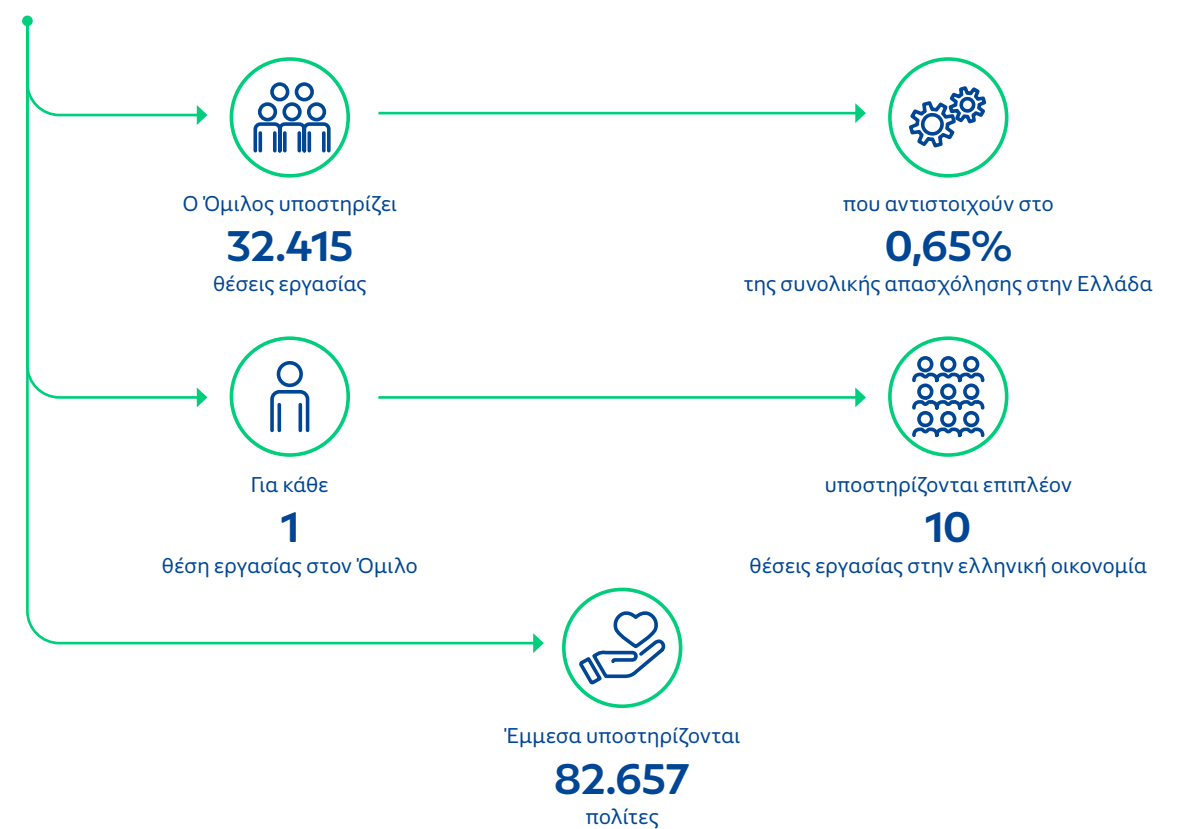 Ο Όμιλος υποστηρίζει
32.415
θέσεις εργασίας
που αντιστοιχούν στο
0,65%
της συνολικής απασχόλησης στην Ελλάδα
Για κάθε
1
θέση εργασίας στον Όμιλο
υποστηρίζονται επιπλέον
10
θέσεις εργασίας στην ελληνική οικονομία
Έμμεσα υποστηρίζονται
82.657
πολίτες